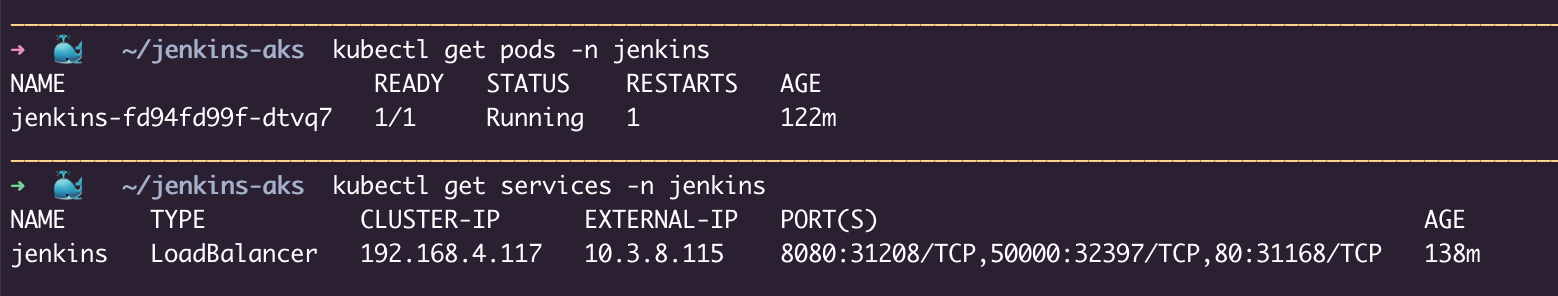 → 🐳 ~/jenkins-aks kubectl get pods -n jenkins
NAME READY STATUS RESTARTS AGE
jenkins-fd94fd99f-dtvq7 1/1 Running 1 122m
→ 🐳 ~/jenkins-aks kubectl get services -n jenkins
NAME TYPE CLUSTER-IP EXTERNAL-IP PORT(S) AGE
jenkins LoadBalancer 192.168.4.117 10.3.8.115 8080:31208/TCP,50000:32397/TCP,80:31168/TCP 138m